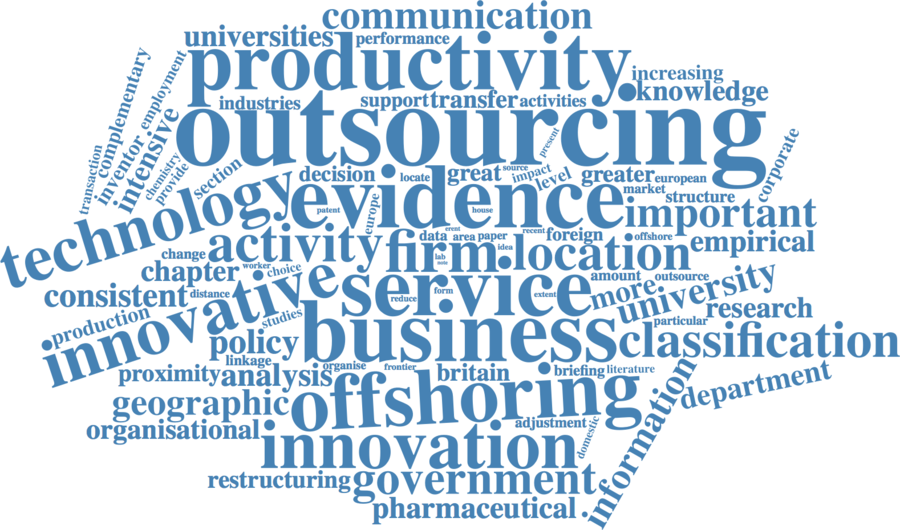 communication
universities
performance
productivity
increasing
knowledge
industries
support
transfer
activities
outsourcing
complementary
employment
transaction
inventor
intensive
chemistry
provide
section
present
corporate
decision
locate
great
source
impact
level
greater
european
market
structure
technology
evidence
patent
europe
house
important
activity
data
erent
area
paper
recent
idea
foreign
offshore
empirical
change
firm
lab
note
location
chapter
worker
choice
amount
outsource
consistent
distance
innovative
service
reduce
form
extent
more
university
research
production
studies
business
particular
policy
classification
linkage
organise
frontier
proximity
analysis
britain
briefing
literature
department
geographic
offshoring
information
organisational
adjustment
domestic
innovation
restructuring
government
pharmaceutical